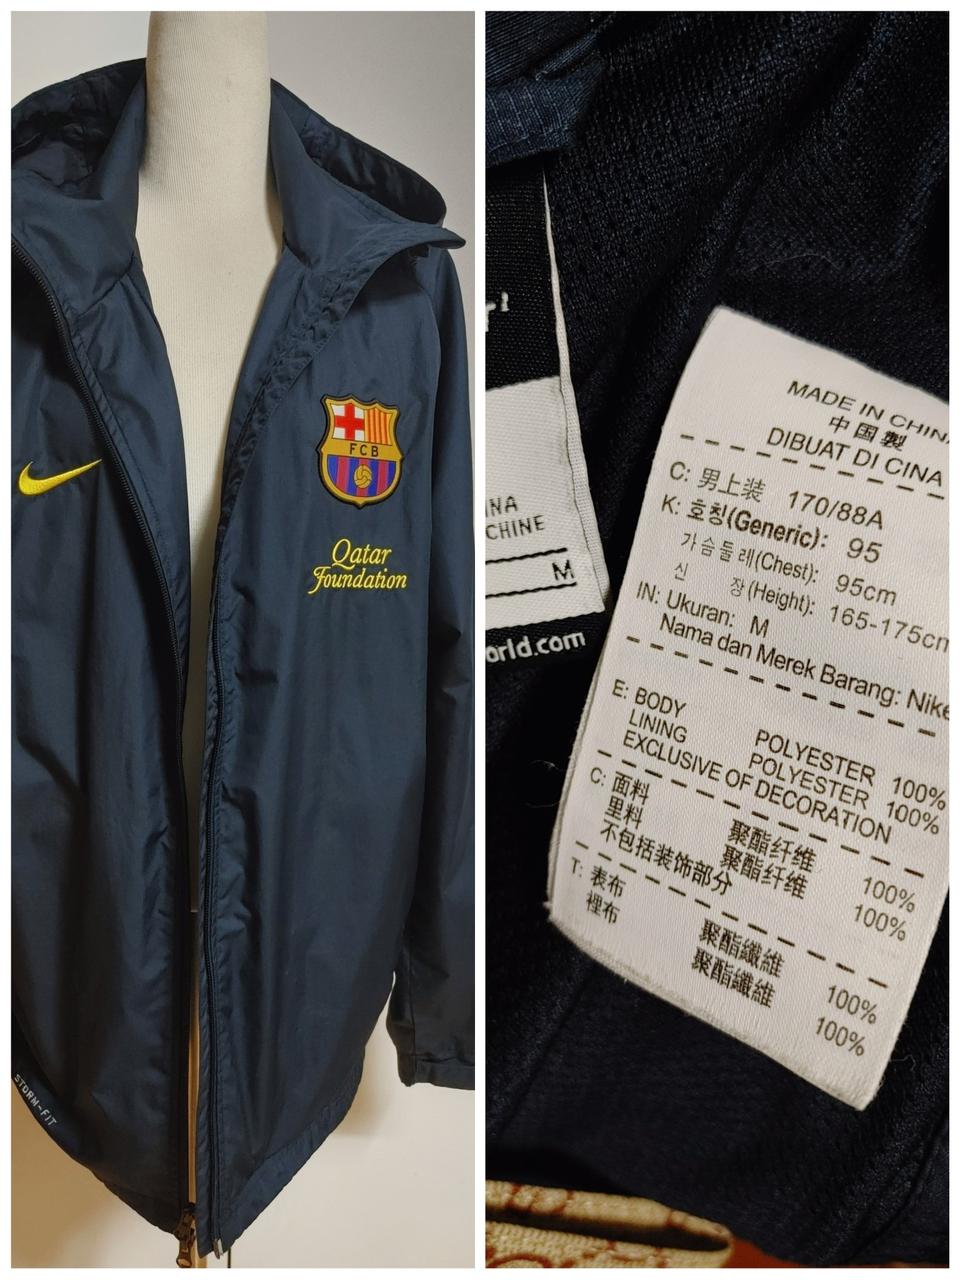 FCB
Qatar
Foundation
STORM-FIT
CHINE
M
MADE IN
中国製
DIBUAT DI CINA
C: 男上装 170/88A
K: 호칭(Generic): 95
가슴둘레(Chest): 95cm
신 장(Height): 165-175cm
IN: Ukuran: M
Nama dan Merek Barang: Nike
E: BODY POLYESTER 100%
LINING POLYESTER 100%
EXCLUSIVE OF DECORATION
C: 面料 聚酯纤维 100%
里料 聚酯纤维 100%
不包括装饰部分
T: 表布 聚酯纖維 100%
裡布 聚酯纖維 100%